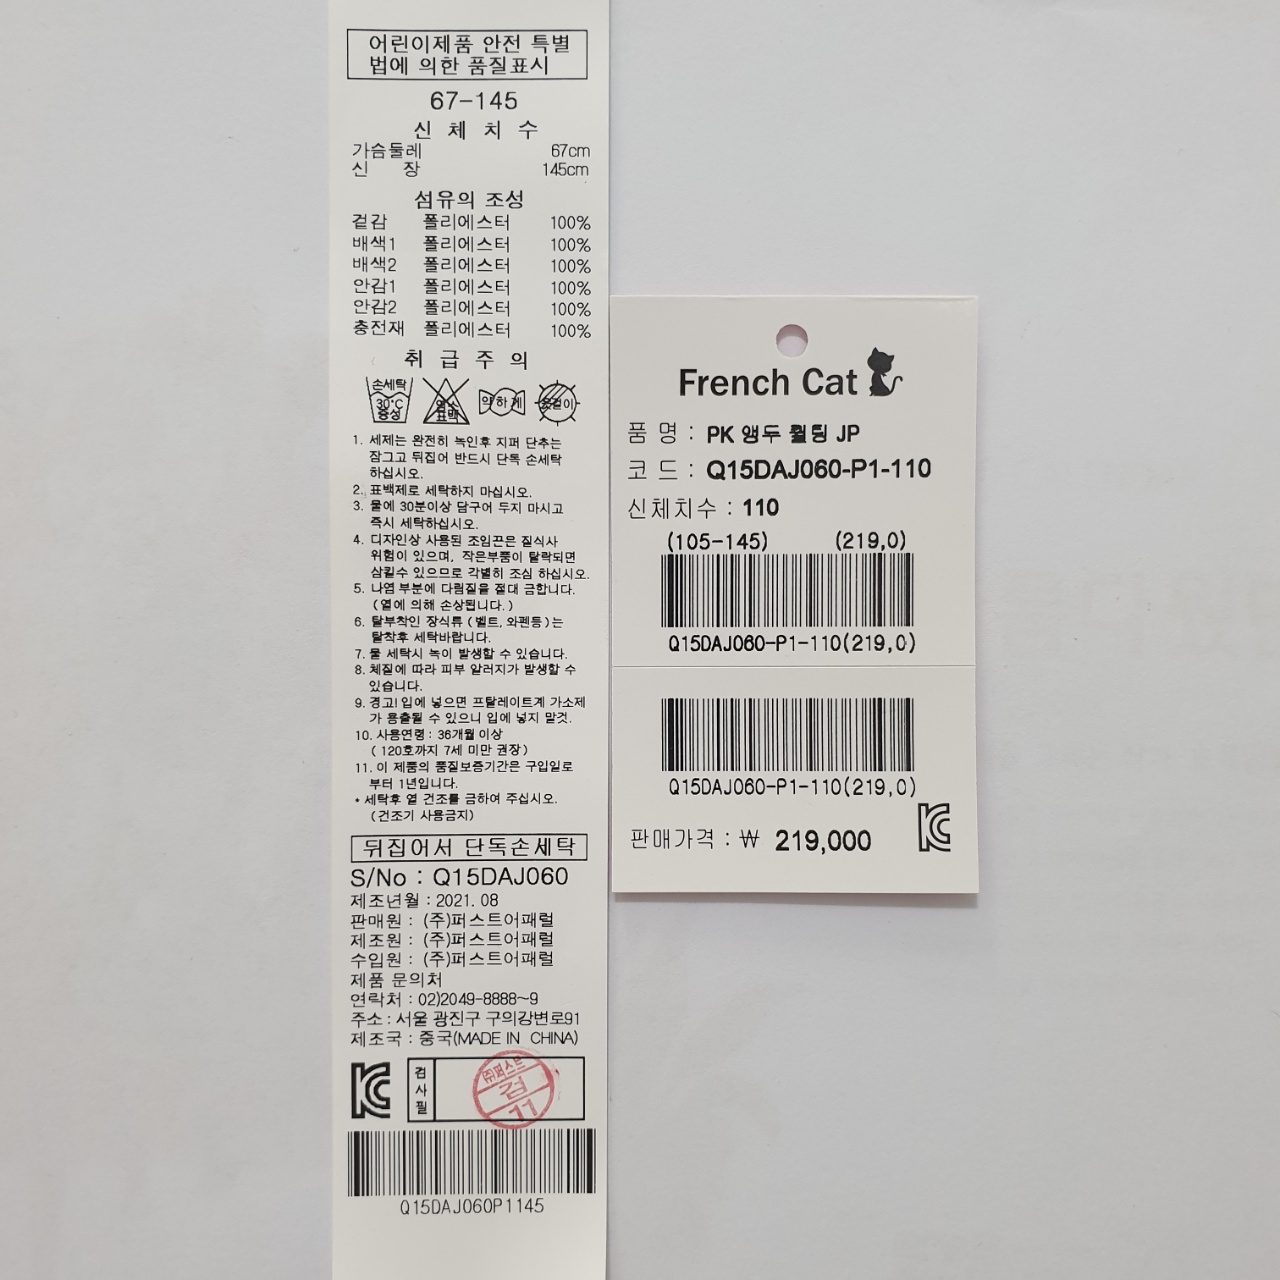 어린이제품 안전 특별
법에 의한 품질표시
67-145
신 체 치 수
가슴둘레 67cm
신 장 145cm
섬유의 조성
겉감 폴리에스터 100%
배색1 폴리에스터 100%
배색2 폴리에스터 100%
안감1 폴리에스터 100%
안감2 폴리에스터 100%
충전재 폴리에스터 100%
취 급 주 의
손세탁
30°C
중성
염소
표백
약하게
옷걸이
1. 세제는 완전히 녹인후 지퍼 단추는
잠그고 뒤집어 반드시 단독 손세탁
하십시오.
2. 표백제로 세탁하지 마십시오.
3. 물에 30분이상 담구어 두지 마시고
즉시 세탁하십시오.
4. 디자인상 사용된 조임끈은 질식사
위험이 있으며, 작은부품이 탈락되면
삼킬수 있으므로 각별히 조심 하십시오.
5. 나염 부분에 다림질을 절대 금합니다.
(열에 의해 손상됩니다.)
6. 탈부착인 장식류 (벨트, 와펜등)는
탈착후 세탁바랍니다.
7. 물 세탁시 녹이 발생할 수 있습니다.
8. 체질에 따라 피부 알러지가 발생할 수
있습니다.
9. 경고! 입에 넣으면 프탈레이트계 가소제
가 용출될 수 있으니 입에 넣지 말것.
10. 사용연령 : 36개월 이상
( 120호까지 7세 미만 권장)
11. 이 제품의 품질보증기간은 구입일로
부터 1년입니다.
* 세탁후 열 건조를 금하여 주십시오.
(건조기 사용금지)
뒤집어서 단독손세탁
S/No : Q15DAJ060
제조년월 : 2021. 08
판매원 : (주)퍼스트어패럴
제조원 : (주)퍼스트어패럴
수입원 : (주)퍼스트어패럴
제품 문의처
연락처 : 02)2049-8888~9
주소 : 서울 광진구 구의강변로91
제조국 : 중국(MADE IN CHINA)
KC
검사필
㈜퍼스트
검
11
Q15DAJ060P1145
French Cat
품 명 : PK 앵두 퀼팅 JP
코 드 : Q15DAJ060-P1-110
신체치수 : 110
(105-145) (219,0)
Q15DAJ060-P1-110(219,0)
Q15DAJ060-P1-110(219,0)
판매가격 : ₩ 219,000
KC